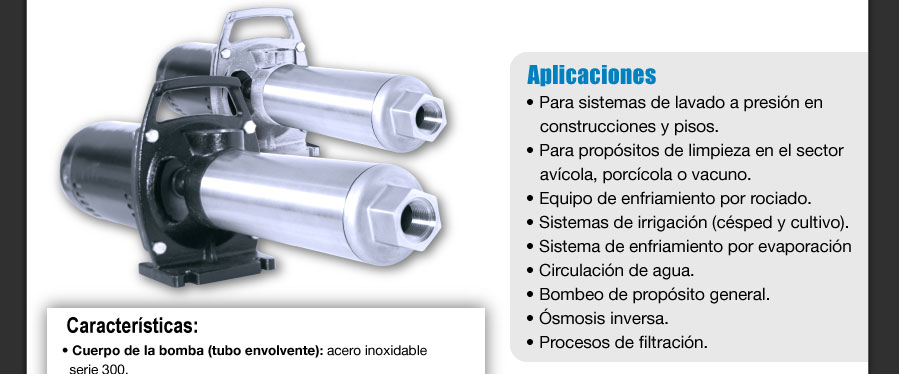 Aplicaciones
• Para sistemas de lavado a presión en
construcciones y pisos.
• Para propósitos de limpieza en el sector
avícola, porcícola o vacuno.
• Equipo de enfriamiento por rociado.
• Sistemas de irrigación (césped y cultivo).
• Sistema de enfriamiento por evaporación
• Circulación de agua.
• Bombeo de propósito general.
• Ósmosis inversa.
• Procesos de filtración.
Características:
• Cuerpo de la bomba (tubo envolvente): acero inoxidable
serie 300.